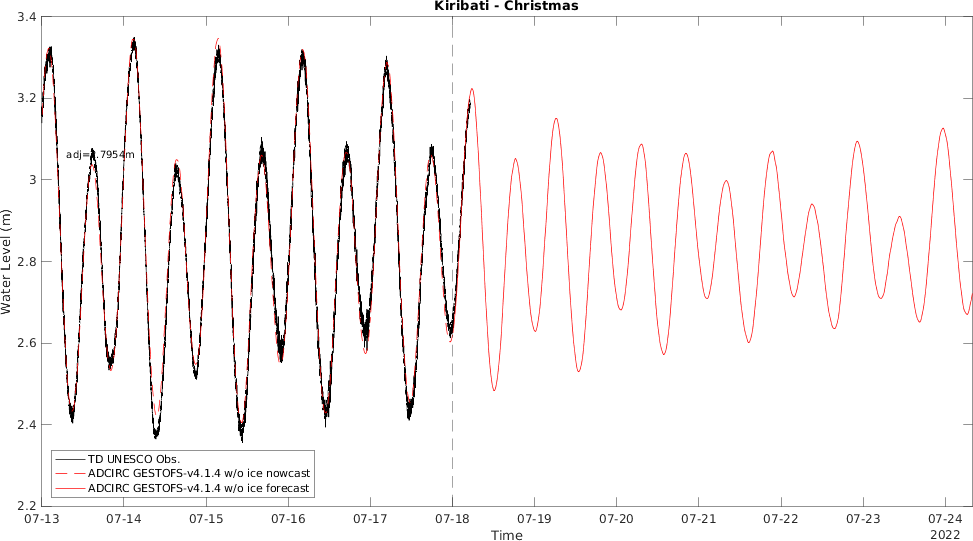 Kiribati - Christmas
Water Level (m)
3.4
3.2
3
2.8
2.6
2.4
2.2
.7954m
TD UNESCO Obs.
ADCIRC GESTOFS-v4.1.4 w/o ice nowcast
ADCIRC GESTOFS-v4.1.4 w/o ice forecast
07-13 07-14 07-15 07-16 07-17 07-18 07-19 07-20 07-21 07-22 07-23 07-24
2022
Time